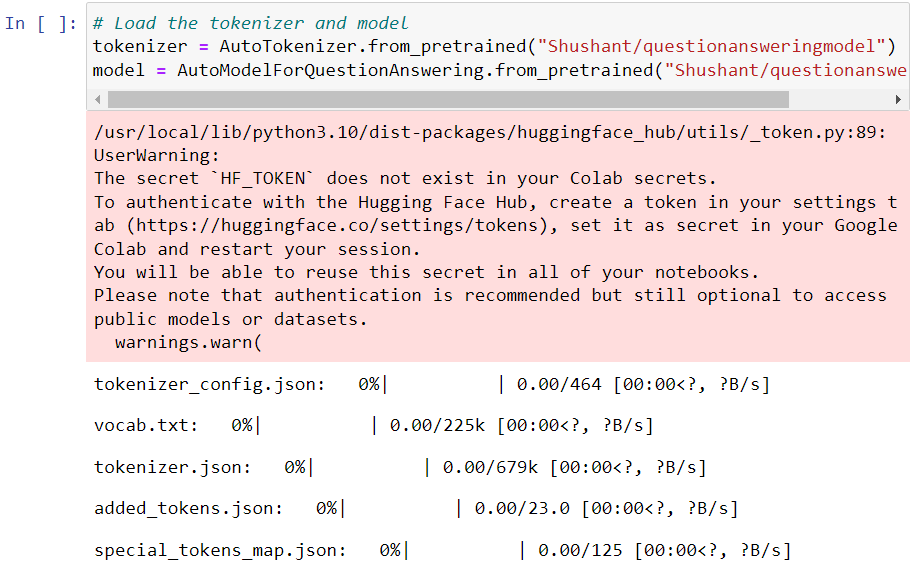 In [ ]: # Load the tokenizer and model
tokenizer = AutoTokenizer.from_pretrained("Shushant/questionansweringmodel")
model = AutoModelForQuestionAnswering.from_pretrained("Shushant/questionanswe
/usr/local/lib/python3.10/dist-packages/huggingface_hub/utils/_token.py:89:
UserWarning:
The secret `HF_TOKEN` does not exist in your Colab secrets.
To authenticate with the Hugging Face Hub, create a token in your settings t
ab (https://huggingface.co/settings/tokens), set it as secret in your Google
Colab and restart your session.
You will be able to reuse this secret in all of your notebooks.
Please note that authentication is recommended but still optional to access
public models or datasets.
  warnings.warn(
tokenizer_config.json:   0%|          | 0.00/464 [00:00<?, ?B/s]
vocab.txt:   0%|          | 0.00/225k [00:00<?, ?B/s]
tokenizer.json:   0%|          | 0.00/679k [00:00<?, ?B/s]
added_tokens.json:   0%|          | 0.00/23.0 [00:00<?, ?B/s]
special_tokens_map.json:   0%|          | 0.00/125 [00:00<?, ?B/s]